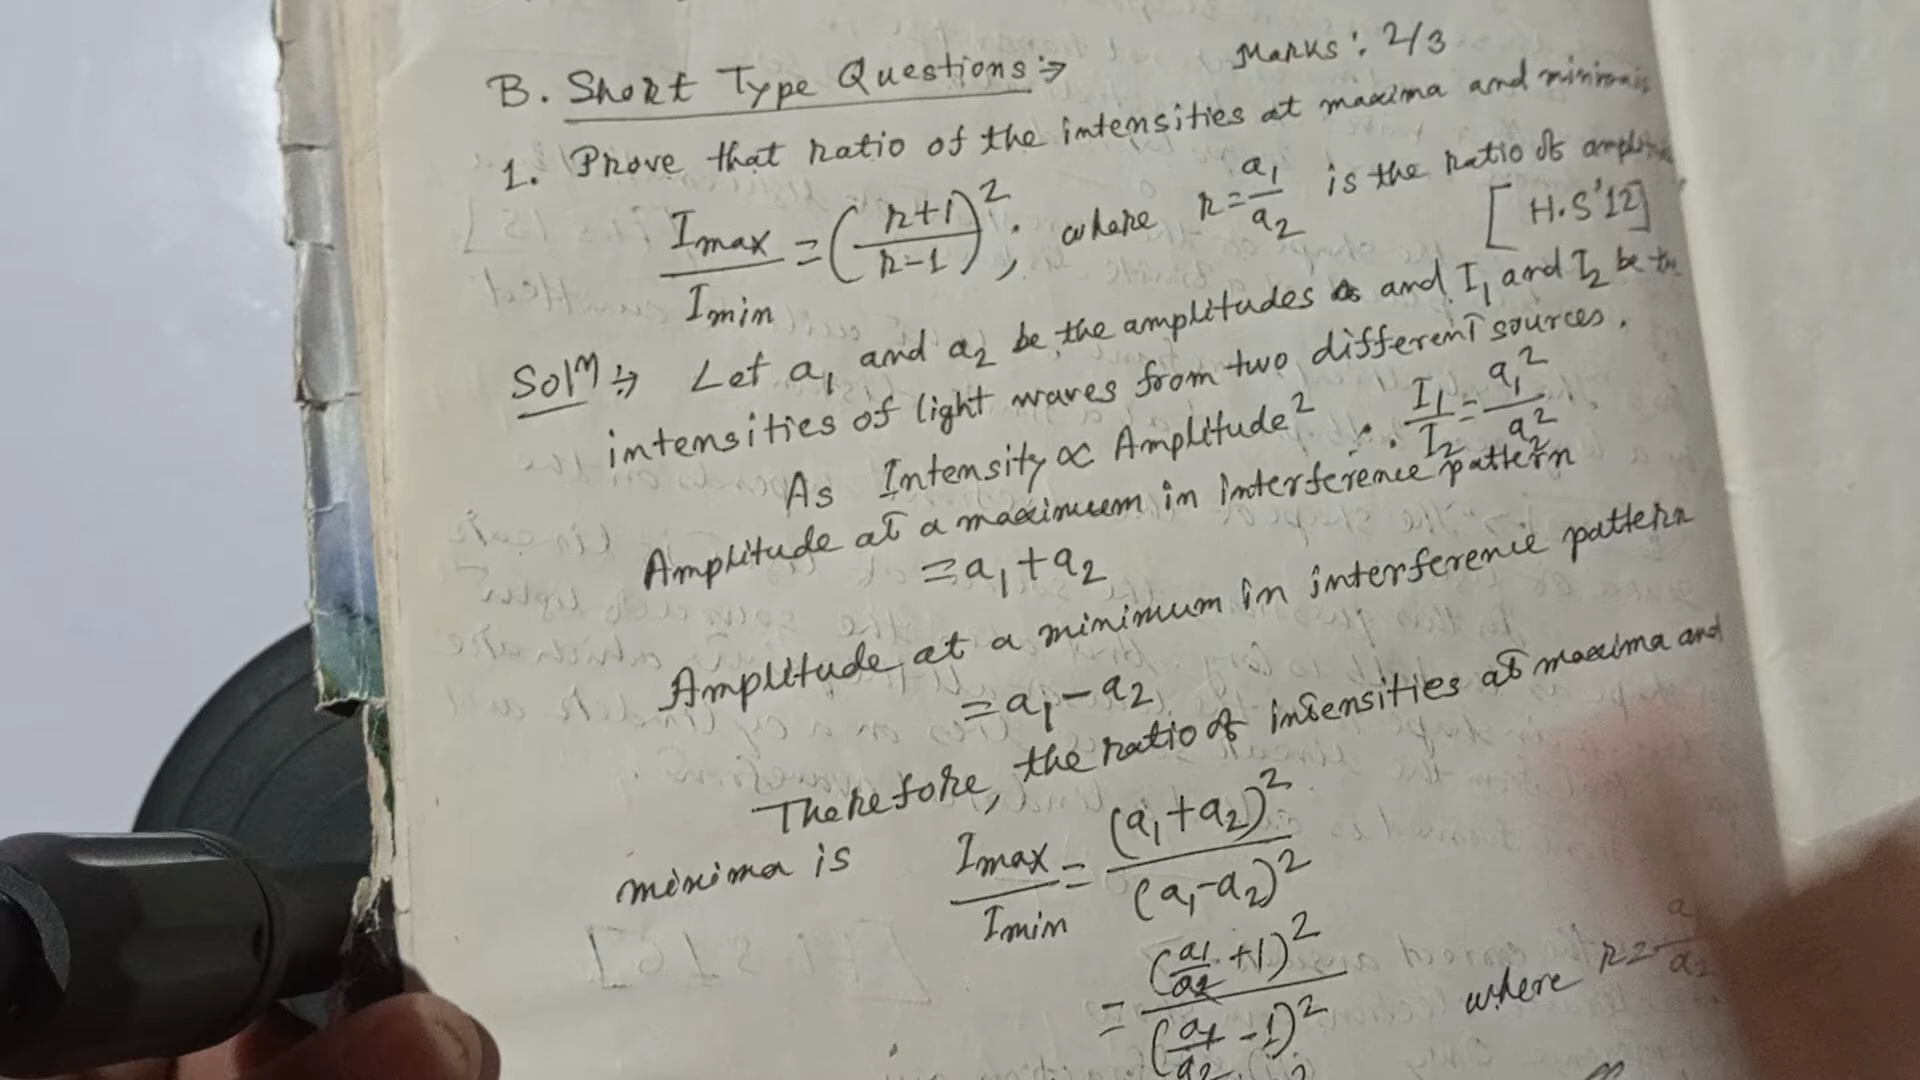 B. Short Type Questions :→ Marks : 2/3
1. Prove that ratio of the intensities at maxima and minima is
I max / I min = (r+1 / r-1)², where r = a₁/a₂ is the ratio of
[H.S'12]
Solⁿ :→ Let a₁ and a₂ be the amplitudes and I₁ and I₂ be the
intensities of light waves from two different sources.
As Intensity ∝ Amplitude² ∴ I₁/I₂ = a₁²/a₂²
Amplitude at a maximum in interference pattern
= a₁ + a₂
Amplitude at a minimum in interference pattern
= a₁ - a₂
Therefore, the ratio of intensities at maxima and
minima is I max / I min = (a₁+a₂)² / (a₁-a₂)²
= (a₁/a₂ + 1)² / (a₁/a₂ - 1)² where r = a₁/a₂